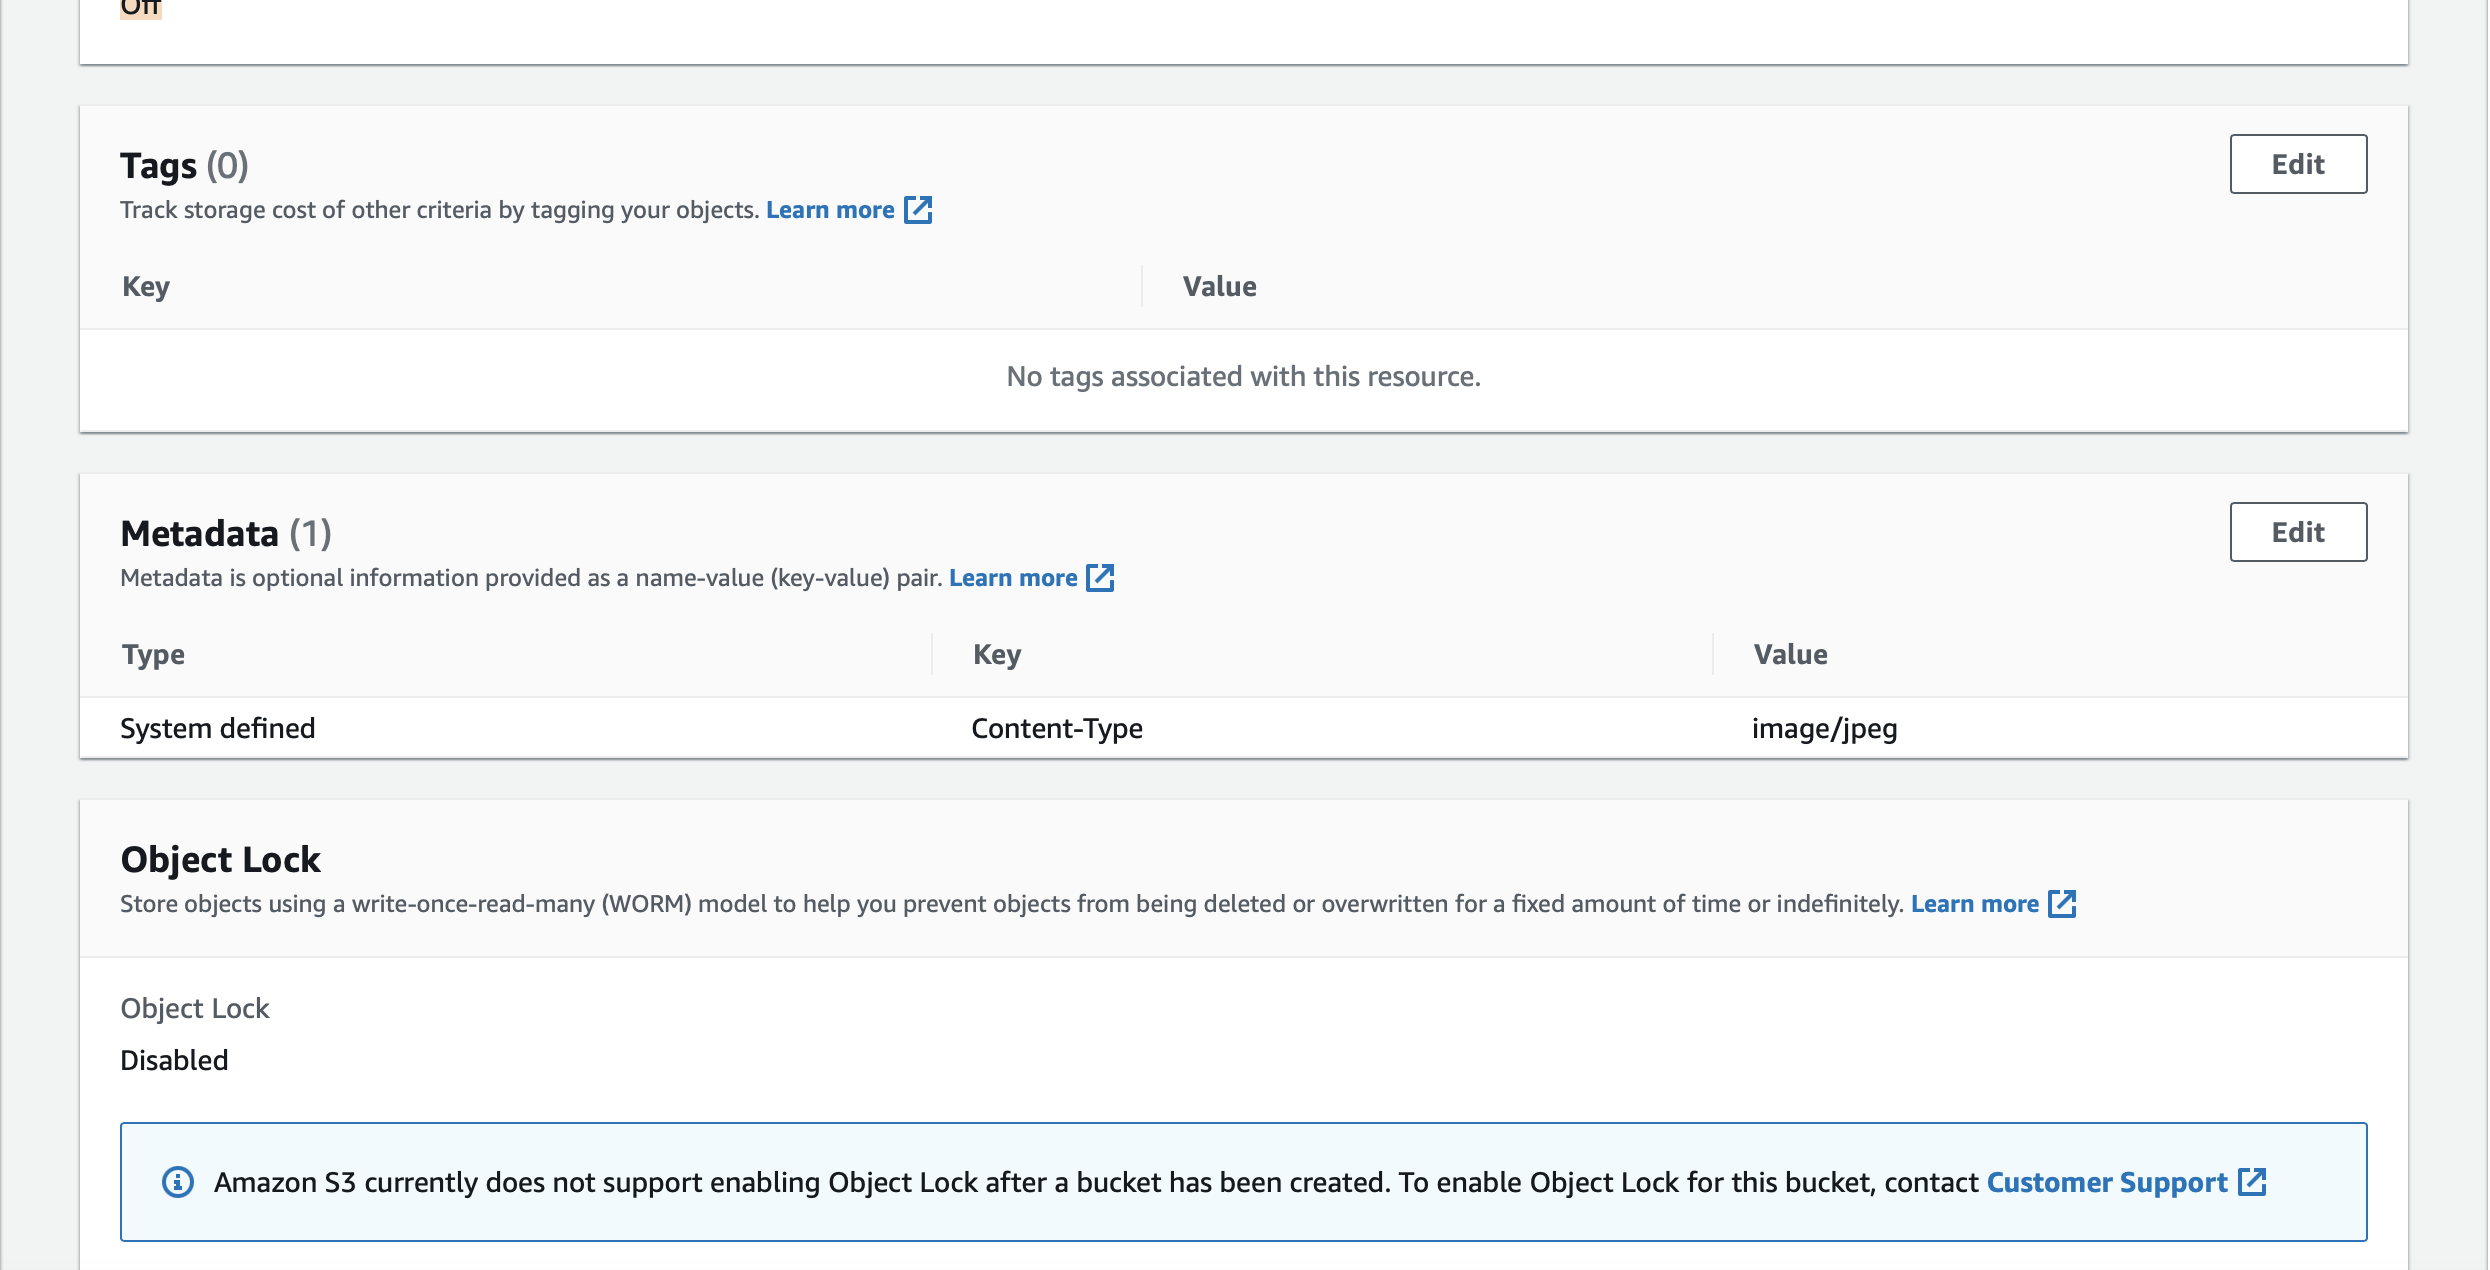 Off
Tags (0)
Edit
Track storage cost of other criteria by tagging your objects. Learn more
Key Value
No tags associated with this resource.
Metadata (1)
Edit
Metadata is optional information provided as a name-value (key-value) pair. Learn more
Type Key Value
System defined Content-Type image/jpeg
Object Lock
Store objects using a write-once-read-many (WORM) model to help you prevent objects from being deleted or overwritten for a fixed amount of time or indefinitely. Learn more
Object Lock
Disabled
Amazon S3 currently does not support enabling Object Lock after a bucket has been created. To enable Object Lock for this bucket, contact Customer Support